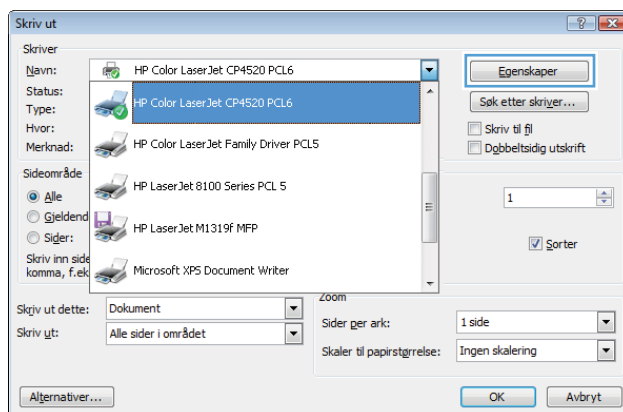 Skriv ut
Skriver
Navn:
HP Color LaserJet CP4520 PCL6
Egenskaper
Status:
HP Color LaserJet CP4520 PCL6
Søk etter skriver...
Type:
Hvor:
Skriv til fil
Merknad:
HP Color LaserJet Family Driver PCL5
Dobbeltsidig utskrift
Sideområde
Alle
HP LaserJet 8100 Series PCL 5
1
Gjeldend
Sider:
HP LaserJet M1319f MFP
Sorter
Skriv inn side
komma, f.ek
Microsoft XPS Document Writer
Skriv ut dette:
Dokument
Zoom
Skriv ut:
Alle sider i området
Sider per ark:
1 side
Skaler til papirstørrelse:
Ingen skalering
Alternativer...
OK
Avbryt